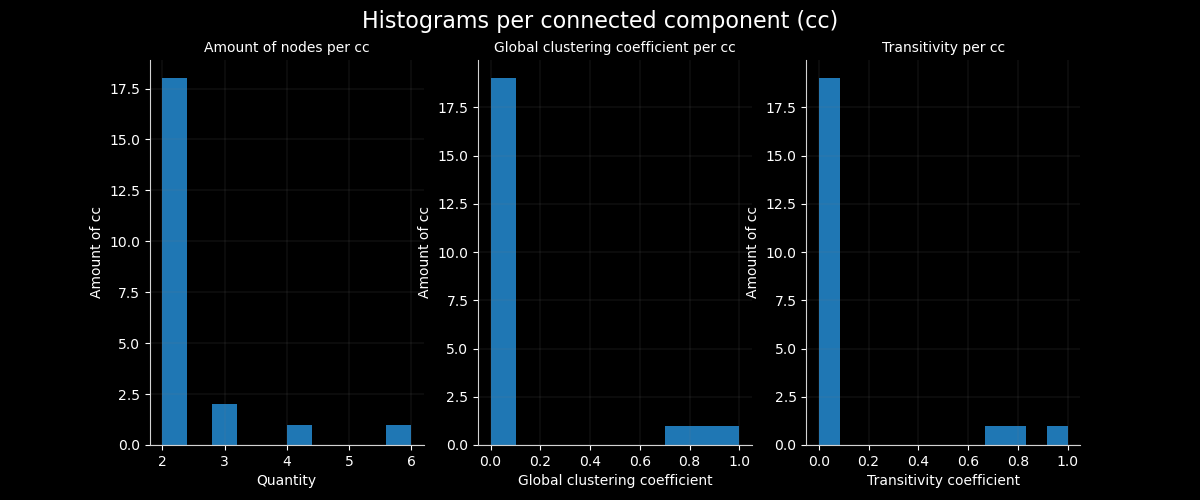 Histograms per connected component (cc)
Amount of nodes per cc
Global clustering coefficient per cc
Transitivity per cc
17.5
15.0
12.5
10.0
7.5
5.0
2.5
0.0
Amount of cc
2 3 4 5 6
Quantity
17.5
15.0
12.5
10.0
7.5
5.0
2.5
0.0
Amount of cc
0.0 0.2 0.4 0.6 0.8 1.0
Global clustering coefficient
17.5
15.0
12.5
10.0
7.5
5.0
2.5
0.0
Amount of cc
0.0 0.2 0.4 0.6 0.8 1.0
Transitivity coefficient